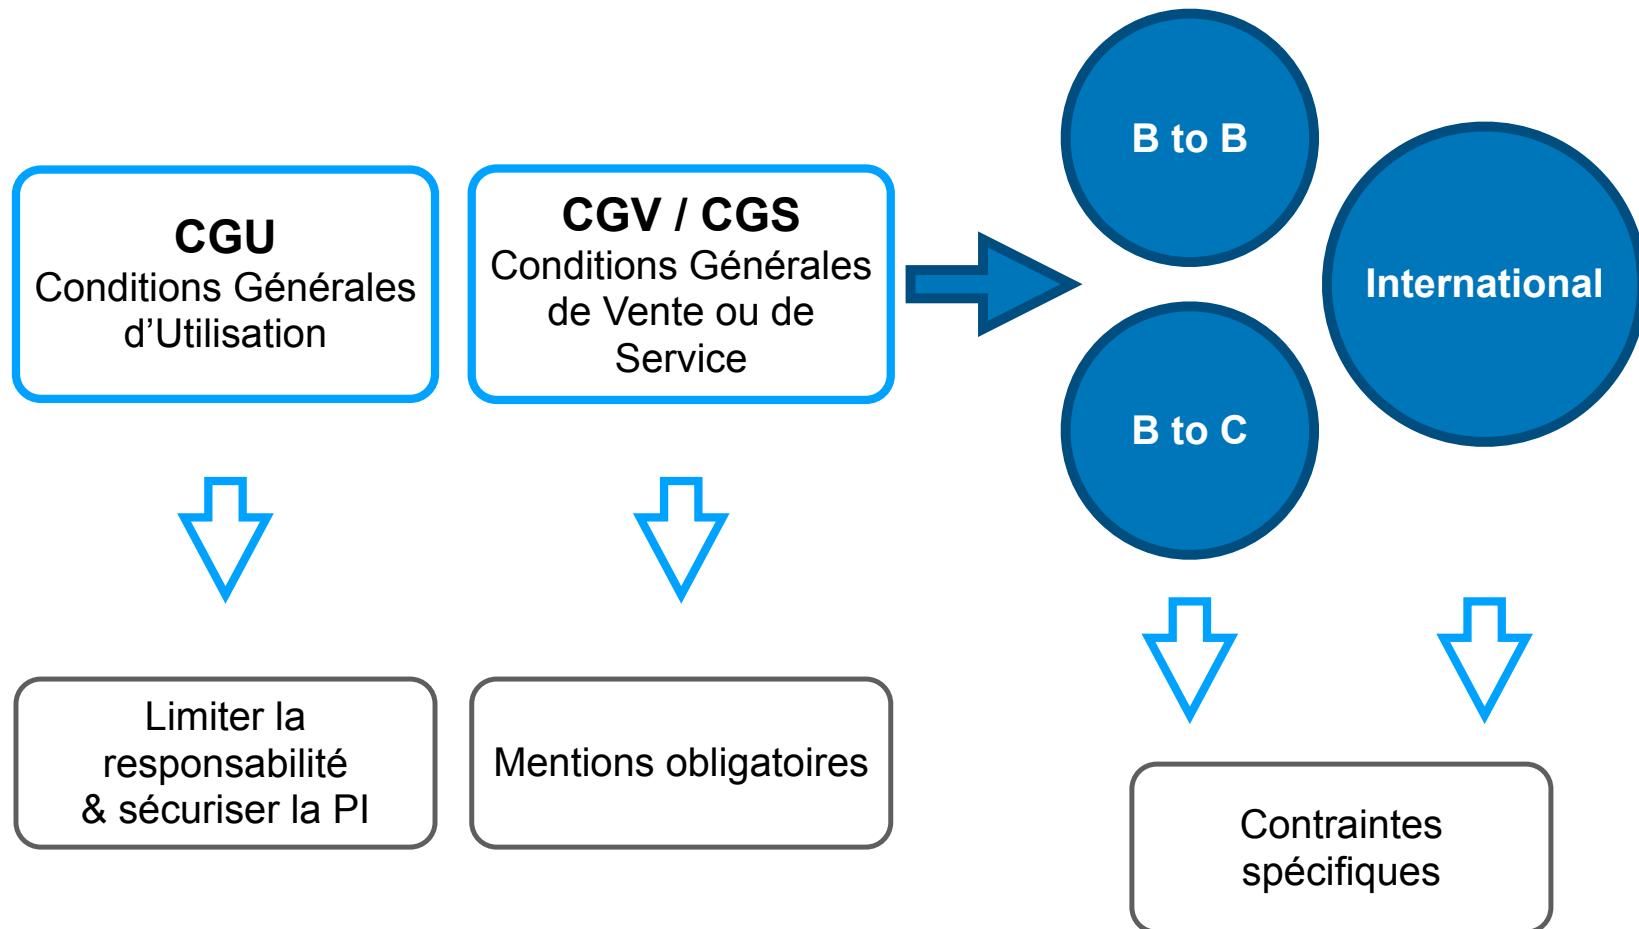 CGU
Conditions Générales
d’Utilisation
CGV / CGS
Conditions Générales
de Vente ou de
Service
B to B
B to C
International
Limiter la
responsabilité
& sécuriser la PI
Mentions obligatoires
Contraintes
spécifiques